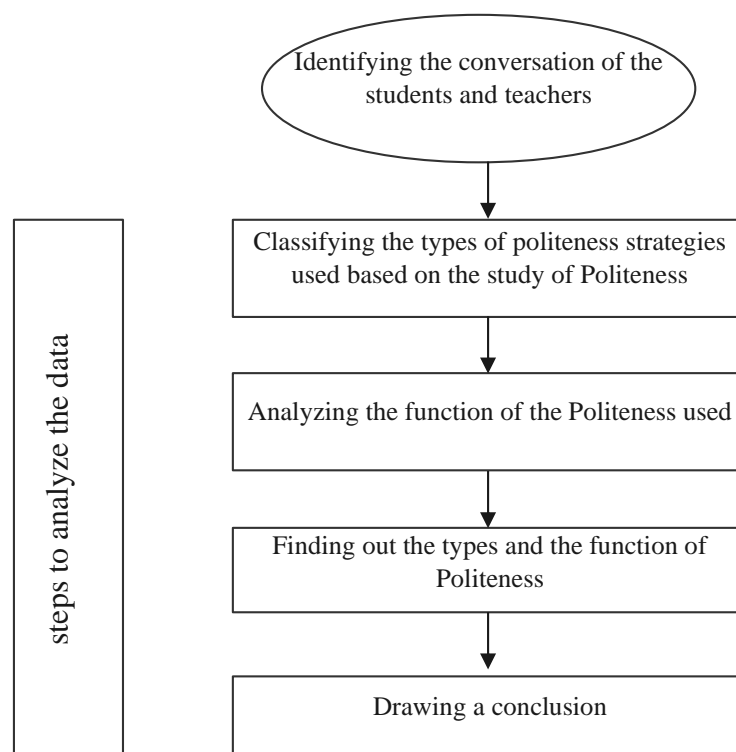 Identifying the conversation of the
students and teachers
Classifying the types of politeness strategies
used based on the study of Politeness
Analyzing the function of the Politeness used
Finding out the types and the function of
Politeness
Drawing a conclusion
steps to analyze the data